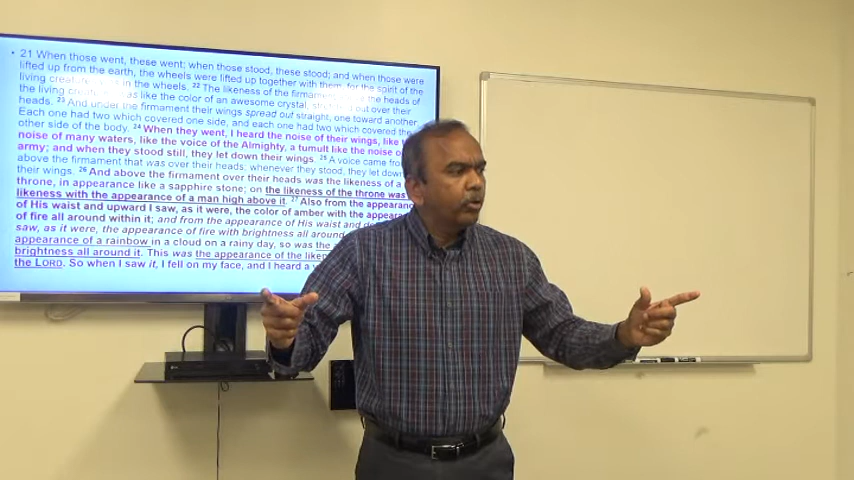 • 21 When those went, these went; when those stood, these stood; and when those were
lifted up from the earth, the wheels were lifted up together with them, for the spirit of the
living creatures was in the wheels. 22 The likeness of the firmament the heads of
the living was like the color of an awesome crystal, out over their
heads. 23 And under the firmament their wings spread out straight, one toward another.
Each one had two which covered one side, and each one had two which covered the
other side of the body. 24 When they went, I heard the noise of their wings, like
noise of many waters, like the voice of the Almighty, a tumult like the noise of
army; and when they stood still, they let down their wings. 25 A voice came from
above the firmament that was over their heads; whenever they stood, they let down
their wings. 26 And above the firmament over their heads was the likeness of a
throne, in appearance like a sapphire stone; on the likeness of the throne was
likeness with the appearance of a man high above it. 27 Also from the appearance
of His waist and upward I saw, as it were, the color of amber with the appearance
of fire all around within it; and from the appearance of His waist and
saw, as it were, the appearance of fire with brightness all around.
appearance of a rainbow in a cloud on a rainy day, so was the
brightness all around it. This was the appearance of the
the LORD. So when I saw it, I fell on my face, and I heard a